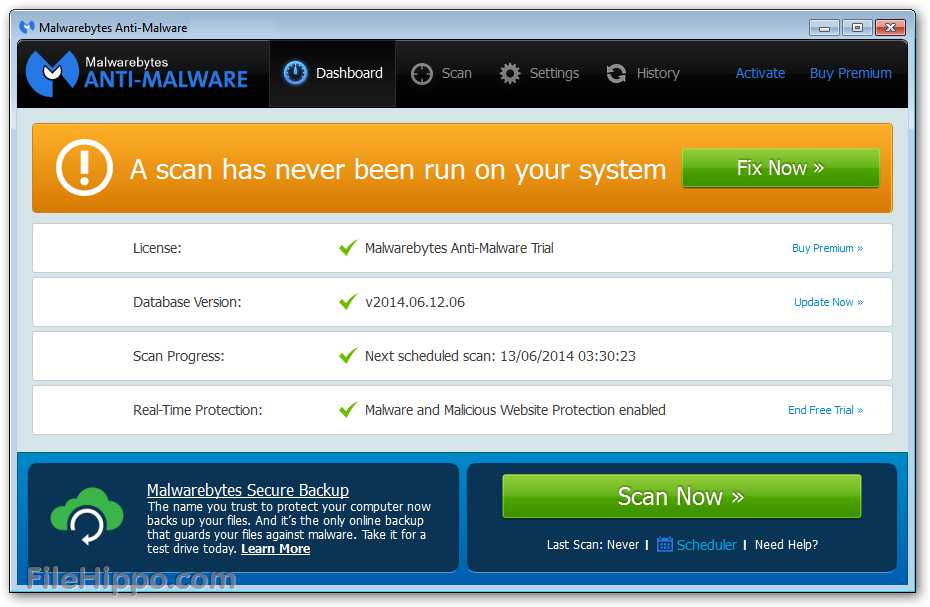 Malwarebytes Anti-Malware
Malwarebytes
ANTI-MALWARE
Dashboard
Scan
Settings
History
Activate
Buy Premium
A scan has never been run on your system
Fix Now »
License:
Malwarebytes Anti-Malware Trial
Buy Premium »
Database Version:
v2014.06.12.06
Update Now »
Scan Progress:
Next scheduled scan: 13/06/2014 03:30:23
Real-Time Protection:
Malware and Malicious Website Protection enabled
End Free Trial »
Malwarebytes Secure Backup
The name you trust to protect your computer now
backs up your files. And it's the only online backup
that guards your files against malware. Take it for a
test drive today. Learn More
Scan Now »
Last Scan: Never | Scheduler | Need Help?
FileHippo.com